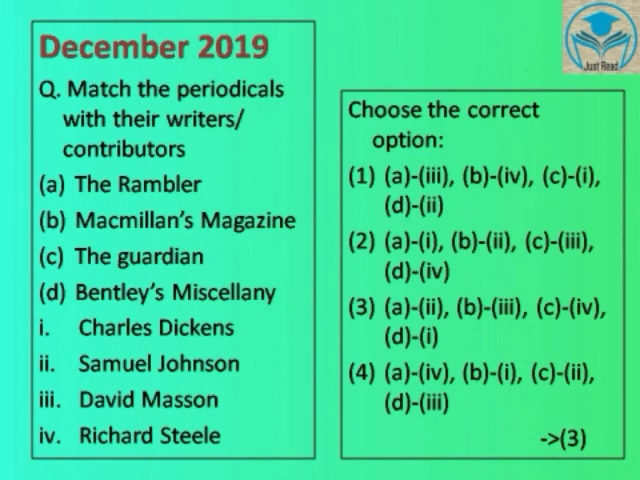 December 2019
Q. Match the periodicals
with their writers/
contributors
(a) The Rambler
(b) Macmillan's Magazine
(c) The guardian
(d) Bentley's Miscellany
i. Charles Dickens
ii. Samuel Johnson
iii. David Masson
iv. Richard Steele
Just Read
Choose the correct
option:
(1) (a)-(iii), (b)-(iv), (c)-(i),
(d)-(ii)
(2) (a)-(i), (b)-(ii), (c)-(iii),
(d)-(iv)
(3) (a)-(ii), (b)-(iii), (c)-(iv),
(d)-(i)
(4) (a)-(iv), (b)-(i), (c)-(ii),
(d)-(iii)
->(3)